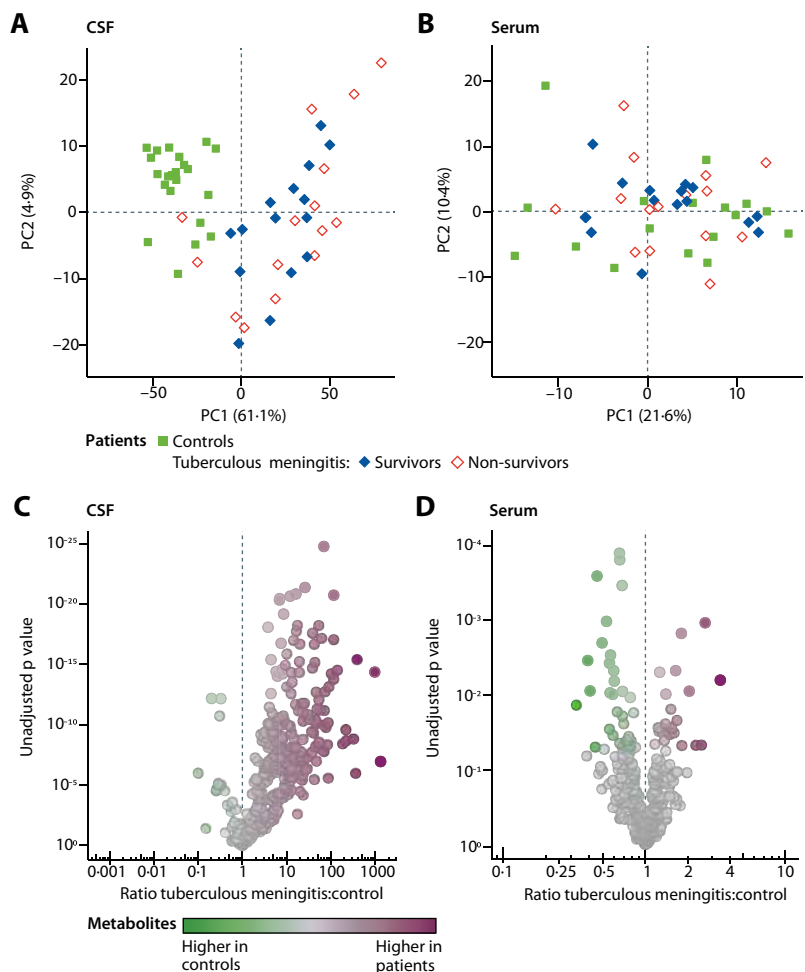 A
CSF
PC2 (4·9%)
20
10
0
−10
−20
−50
0
50
PC1 (61·1%)
B
Serum
PC2 (10·4%)
20
10
0
−10
−20
−10
0
10
PC1 (21·6%)
Patients Controls
Tuberculous meningitis: Survivors Non-survivors
C
CSF
Unadjusted p value
10⁻²⁵
10⁻²⁰
10⁻¹⁵
10⁻¹⁰
10⁻⁵
10⁰
0·001
0·01
0·1
1
10
100
1000
Ratio tuberculous meningitis:control
D
Serum
Unadjusted p value
10⁻⁴
10⁻³
10⁻²
10⁻¹
10⁰
0·1
0·25
0·5
1
2
4
10
Ratio tuberculous meningitis:control
Metabolites
Higher in
controls
Higher in
patients